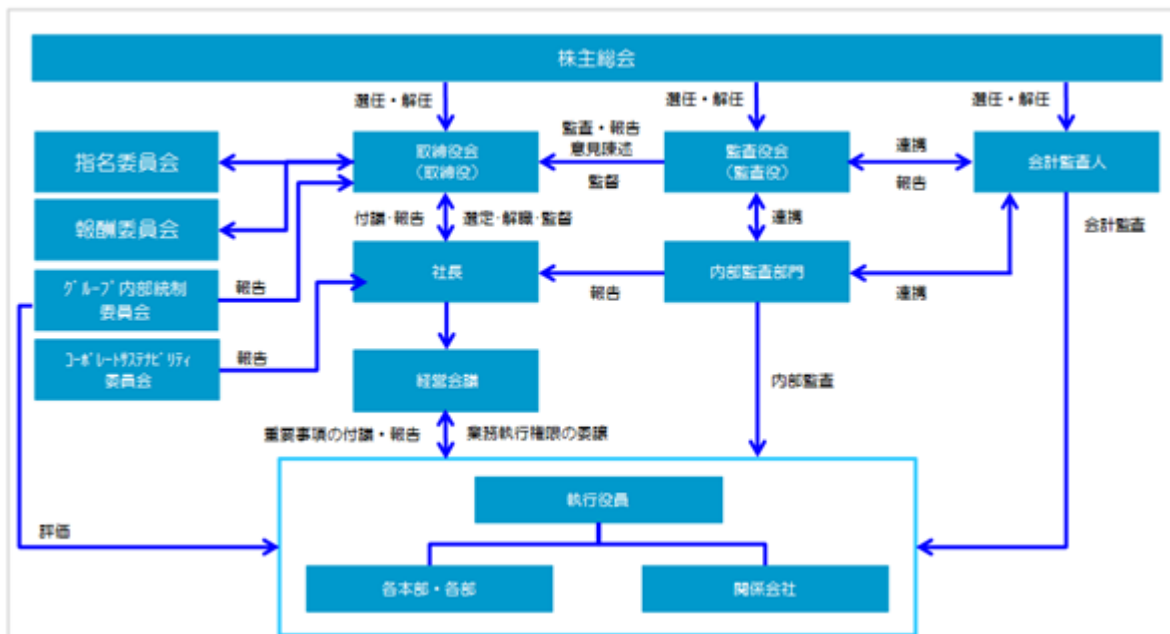 株主総会
選任・解任
選任・解任
選任・解任
指名委員会
取締役会
(取締役)
監査・報告
意見陳述
監督
監査役会
(監査役)
連携
報告
会計監査人
報酬委員会
付議・報告
選定・解職・監督
連携
会計監査
グループ内部統制
委員会
報告
社長
報告
内部監査部門
連携
コーポレートサステナビリティ
委員会
報告
経営会議
内部監査
重要事項の付議・報告
業務執行権限の委譲
執行役員
評価
各本部・各部
関係会社